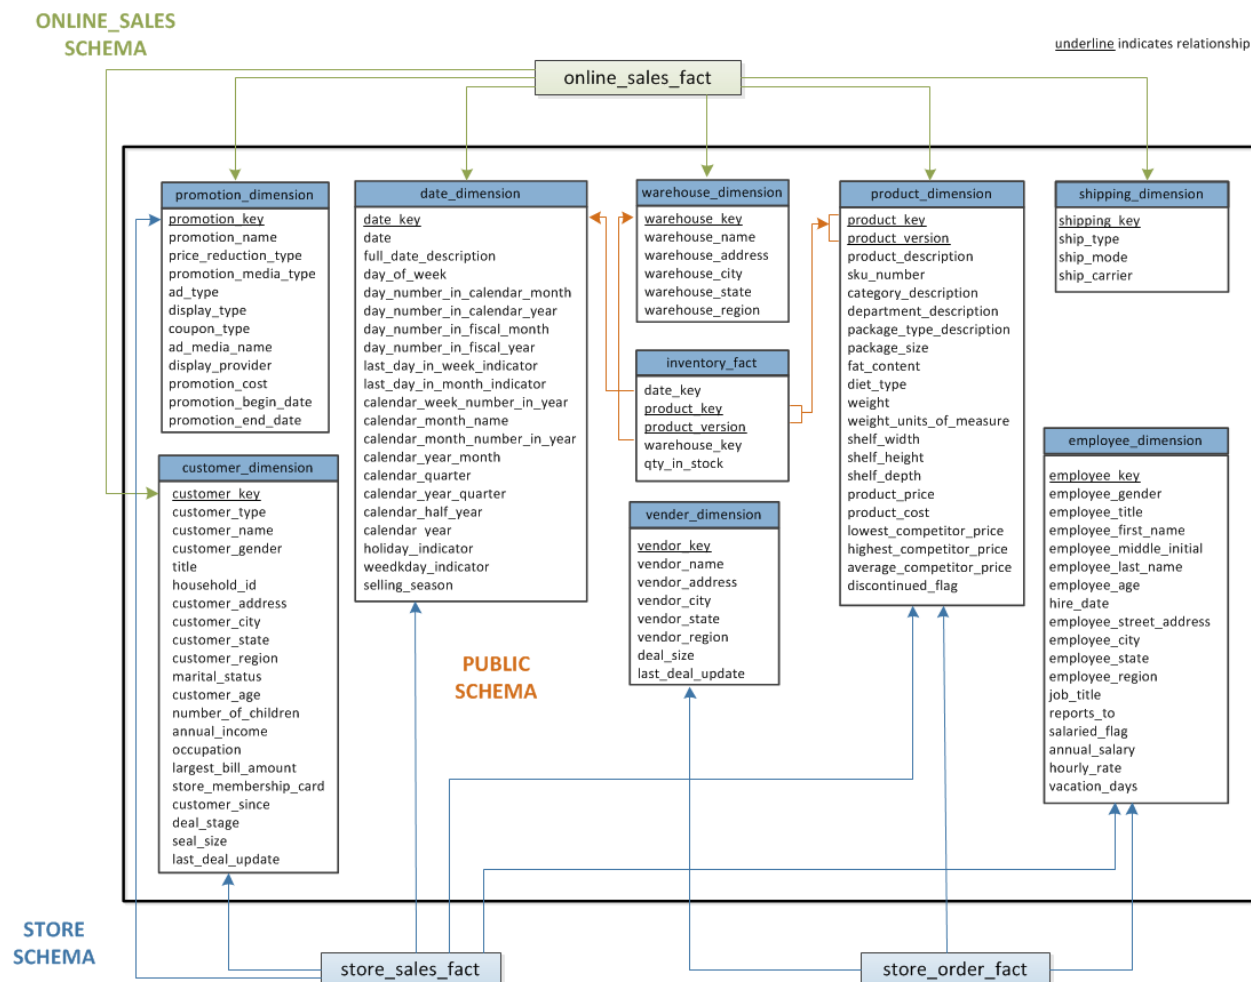 ONLINE_SALES
SCHEMA
underline indicates relationship
online_sales_fact
promotion_dimension
promotion_key
promotion_name
price_reduction_type
promotion_media_type
ad_type
display_type
coupon_type
ad_media_name
display_provider
promotion_cost
promotion_begin_date
promotion_end_date
customer_dimension
customer_key
customer_type
customer_name
customer_gender
title
household_id
customer_address
customer_city
customer_state
customer_region
marital_status
customer_age
number_of_children
annual_income
occupation
largest_bill_amount
store_membership_card
customer_since
deal_stage
seal_size
last_deal_update
date_dimension
date_key
date
full_date_description
day_of_week
day_number_in_calendar_month
day_number_in_calendar_year
day_number_in_fiscal_month
day_number_in_fiscal_year
last_day_in_week_indicator
last_day_in_month_indicator
calendar_week_number_in_year
calendar_month_name
calendar_month_number_in_year
calendar_year_month
calendar_quarter
calendar_year_quarter
calendar_half_year
calendar_year
holiday_indicator
weedkday_indicator
selling_season
warehouse_dimension
warehouse_key
warehouse_name
warehouse_address
warehouse_city
warehouse_state
warehouse_region
inventory_fact
date_key
product_key
product_version
warehouse_key
qty_in_stock
vender_dimension
vendor_key
vendor_name
vendor_address
vendor_city
vendor_state
vendor_region
deal_size
last_deal_update
product_dimension
product_key
product_version
product_description
sku_number
category_description
department_description
package_type_description
package_size
fat_content
diet_type
weight
weight_units_of_measure
shelf_width
shelf_height
shelf_depth
product_price
product_cost
lowest_competitor_price
highest_competitor_price
average_competitor_price
discontinued_flag
shipping_dimension
shipping_key
ship_type
ship_mode
ship_carrier
employee_dimension
employee_key
employee_gender
employee_title
employee_first_name
employee_middle_initial
employee_last_name
employee_age
hire_date
employee_street_address
employee_city
employee_state
employee_region
job_title
reports_to
salaried_flag
annual_salary
hourly_rate
vacation_days
PUBLIC
SCHEMA
STORE
SCHEMA
store_sales_fact
store_order_fact